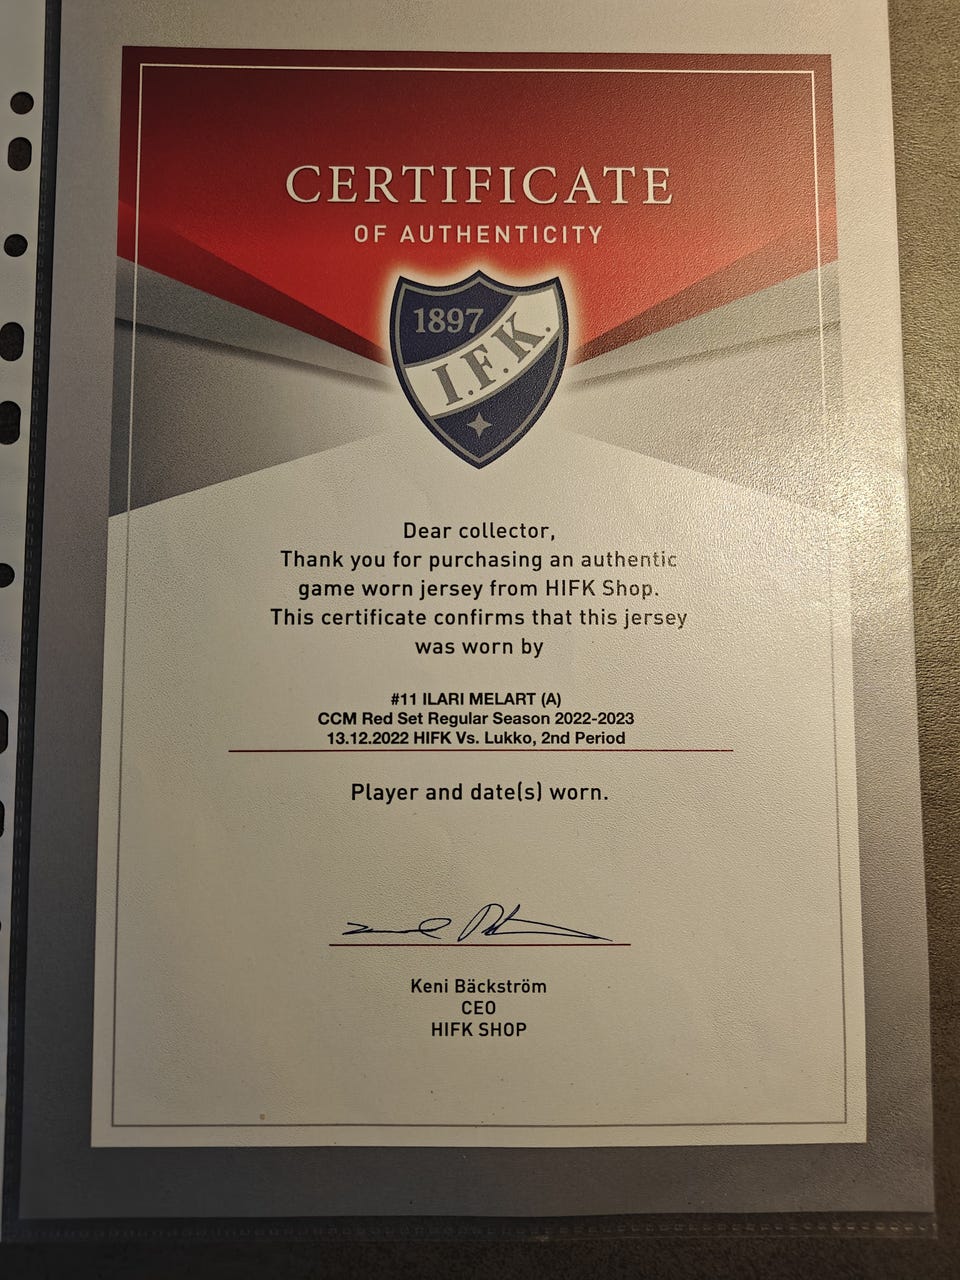 CERTIFICATE
OF AUTHENTICITY
1897
I.F.K.
Dear collector,
Thank you for purchasing an authentic
game worn jersey from HIFK Shop.
This certificate confirms that this jersey
was worn by
#11 ILARI MELART (A)
CCM Red Set Regular Season 2022-2023
13.12.2022 HIFK Vs. Lukko, 2nd Period
Player and date(s) worn.
Keni Bäckström
CEO
HIFK SHOP